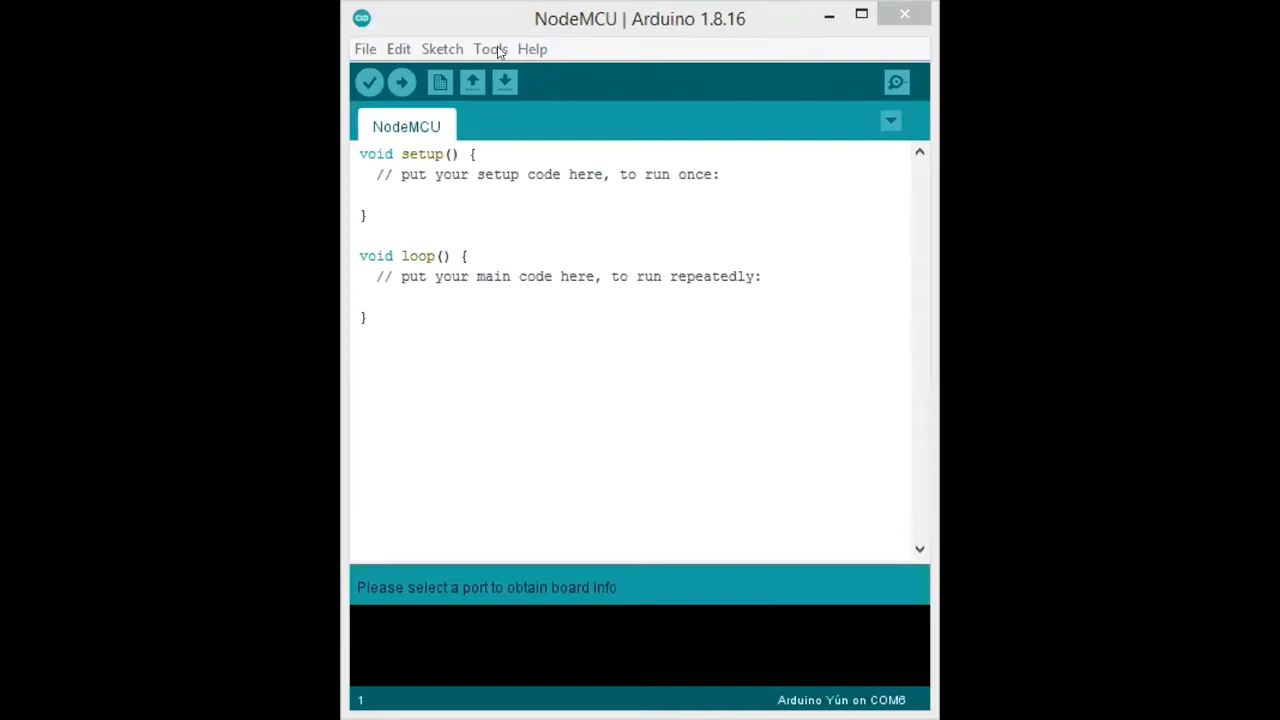 NodeMCU | Arduino 1.8.16
File Edit Sketch Tools Help
NodeMCU
void setup() {
  // put your setup code here, to run once:
}
void loop() {
  // put your main code here, to run repeatedly:
}
Please select a port to obtain board info
1
Arduino Yún on COM6